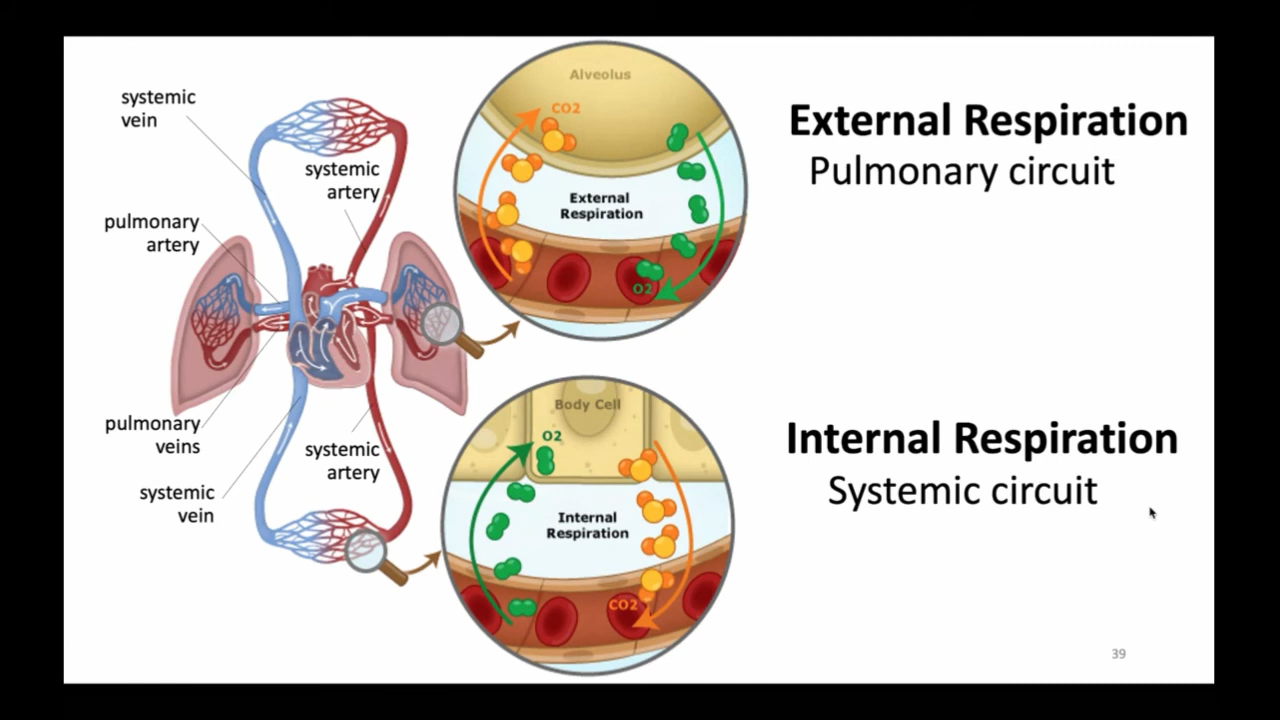 systemic
vein
systemic
artery
pulmonary
artery
pulmonary
veins
systemic
artery
systemic
vein
Alveolus
CO2
External
Respiration
O2
Body Cell
O2
Internal
Respiration
CO2
External Respiration
Pulmonary circuit
Internal Respiration
Systemic circuit
39